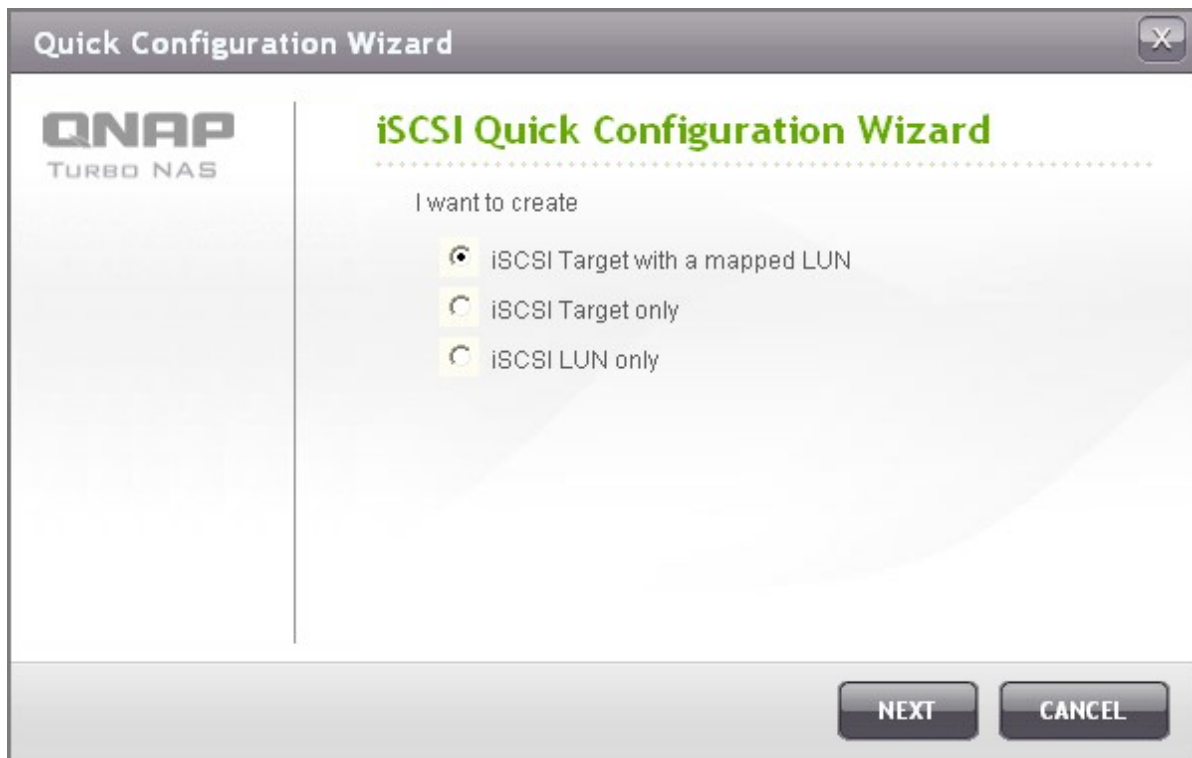 Quick Configuration Wizard
X
QNAP
TURBO NAS
iSCSI Quick Configuration Wizard
I want to create
iSCSI Target with a mapped LUN
iSCSI Target only
iSCSI LUN only
NEXT
CANCEL